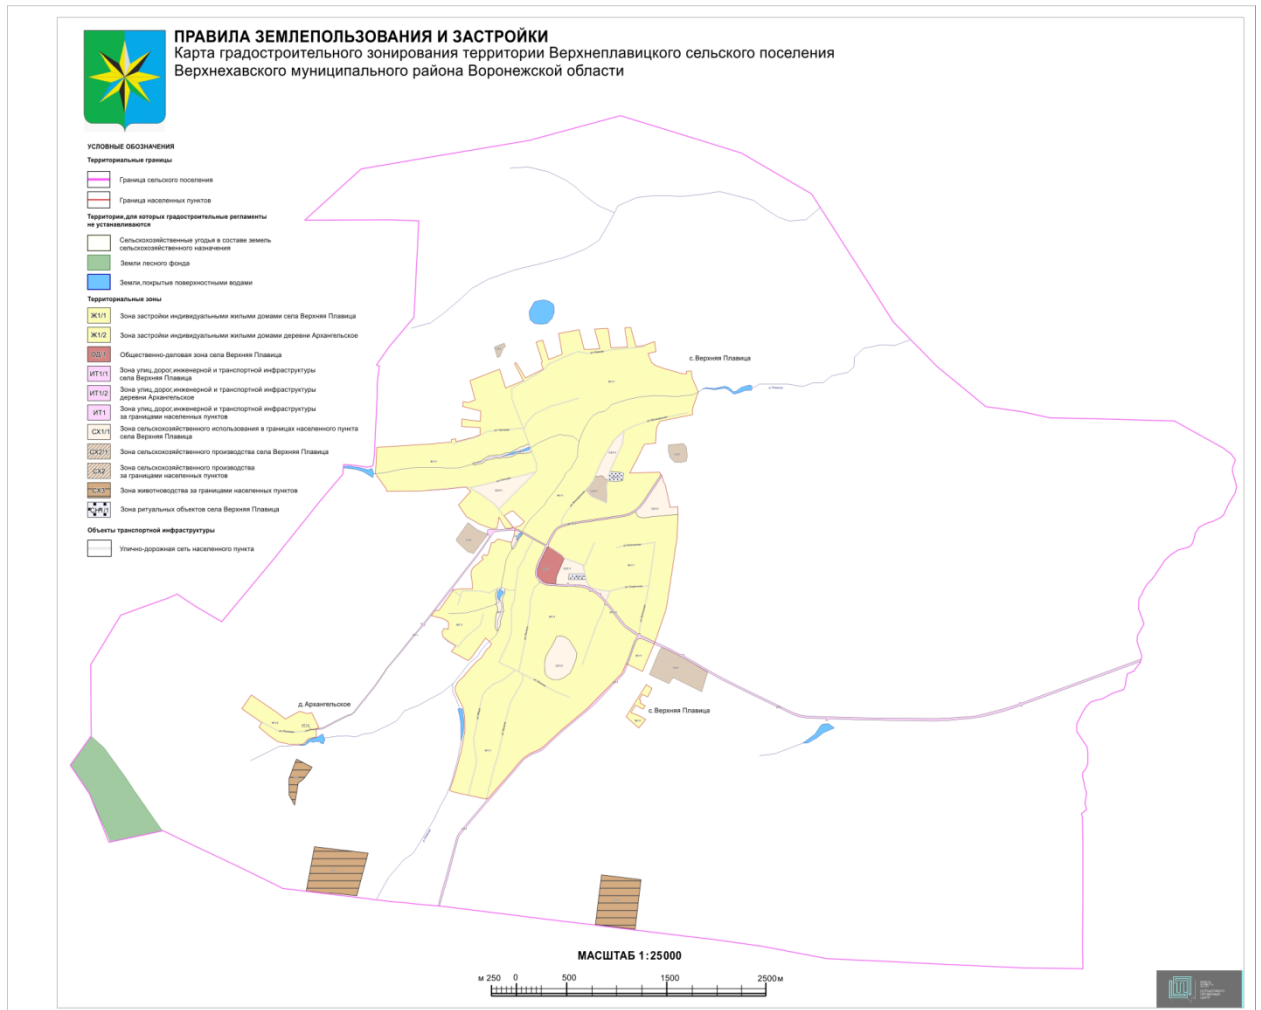 ПРАВИЛА ЗЕМЛЕПОЛЬЗОВАНИЯ И ЗАСТРОЙКИ
Карта градостроительного зонирования территории Верхнеплавицкого сельского поселения
Верхнехавского муниципального района Воронежской области
УСЛОВНЫЕ ОБОЗНАЧЕНИЯ
Территориальные границы
Граница сельского поселения
Граница населенных пунктов
Территории,для которых градостроительные регламенты
не устанавливаются
Сельскохозяйственные угодья в составе земель
сельскохозяйственного назначения
Земли лесного фонда
Земли,покрытые поверхностными водами
Территориальные зоны
Ж1/1 Зона застройки индивидуальными жилыми домами села Верхняя Плавица
Ж1/2 Зона застройки индивидуальными жилыми домами деревни Архангельское
ОД/1 Общественно-деловая зона села Верхняя Плавица
ИТ1/1 Зона улиц,дорог,инженерной и транспортной инфраструктуры
села Верхняя Плавица
ИТ1/2 Зона улиц,дорог,инженерной и транспортной инфраструктуры
деревни Архангельское
ИТ1 Зона улиц,дорог,инженерной и транспортной инфраструктуры
за границами населенных пунктов
СХ1/1 Зона сельскохозяйственного использования в границах населенного пункта
села Верхняя Плавица
СХ2/1 Зона сельскохозяйственного производства села Верхняя Плавица
СХ2 Зона сельскохозяйственного производства
за границами населенных пунктов
СХ3 Зона животноводства за границами населенных пунктов
Зона ритуальных объектов села Верхняя Плавица
Объекты транспортной инфраструктуры
Улично-дорожная сеть населенного пункта
с.Верхняя Плавица
д.Архангельское
с.Верхняя Плавица
МАСШТАБ 1:25000
м 250 0 500 1500 2500м